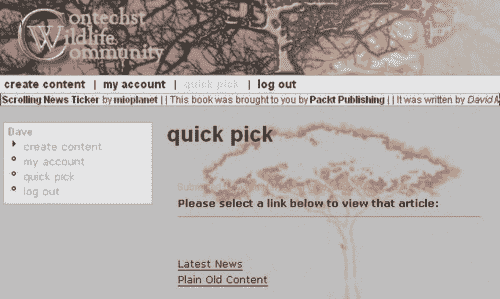 Contechst
Wildlife
Community
create content | my account | quick pick | log out
Scrolling News Ticker by mioplanet | | This book was brought to you by Packt Publishing | | It was written by David M
Dave
create content
my account
quick pick
log out
quick pick
Please select a link below to view that article:
Latest News
Plain Old Content